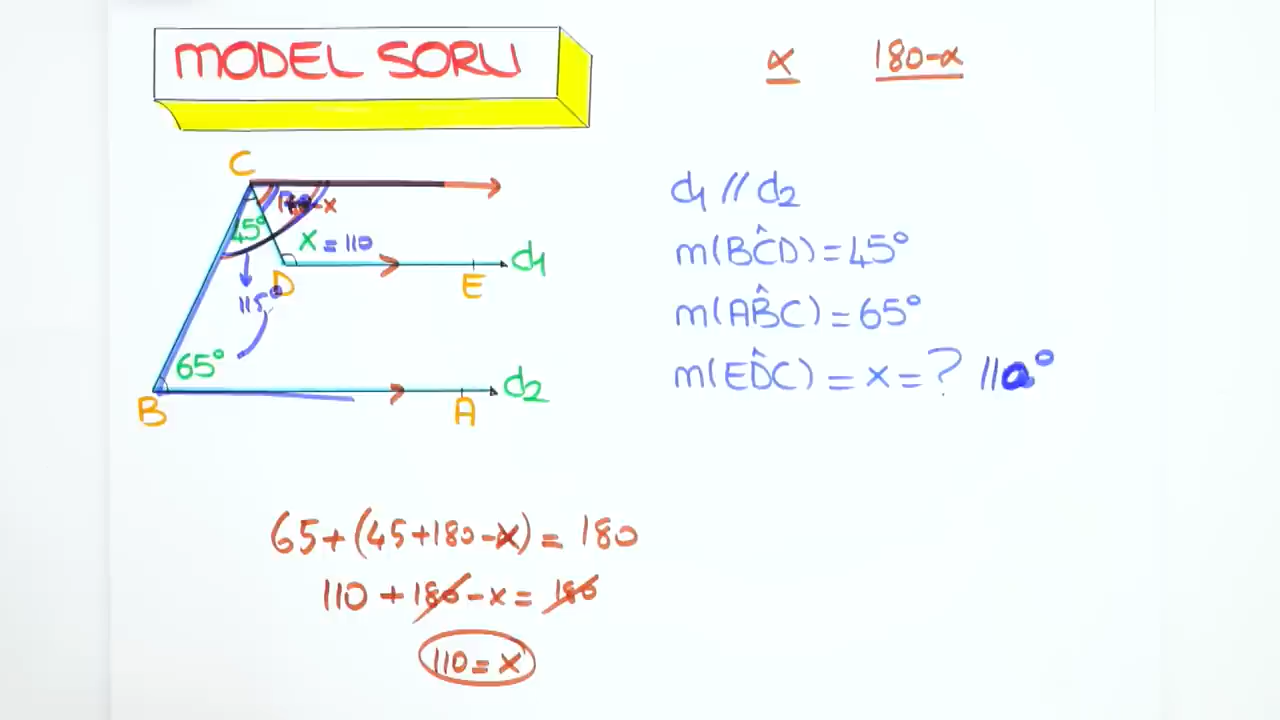 MODEL SORU
α 180-α
C
45° -x
x = 110
d1
D
E
115°
65°
d2
B
A
d1 // d2
m(BĈD) = 45°
m(AB̂C) = 65°
m(ED̂C) = x = ? 110°
65+(45+180-x) = 180
110 + 180 - x = 180
110 = x